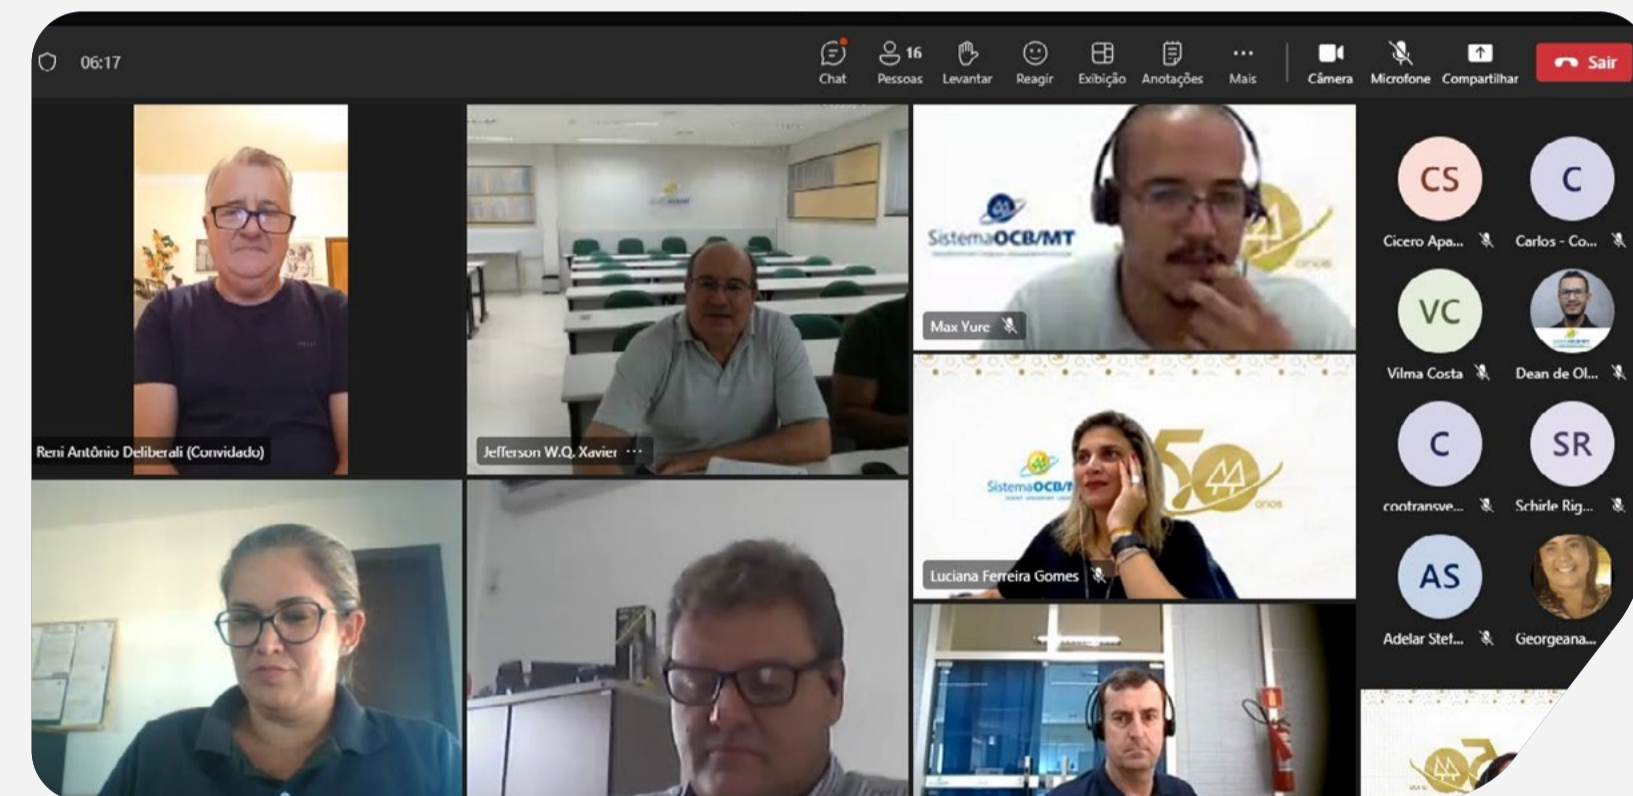 06:17
16
Chat
Pessoas
Levantar
Reagir
Exibição
Anotações
Mais
Câmera
Microfone
Compartilhar
Sair
Reni Antônio Deliberali (Convidado)
Jefferson W.Q. Xavier ...
SistemaOCB/MT
anos
Max Yure
SistemaOCB/M
50
anos
Luciana Ferreira Gomes
CS
C
Cicero Apa...
Carlos - Co...
VC
Vilma Costa
Dean de Ol...
C
SR
cootransve...
Schirle Rig...
AS
Adelar Stef...
Georgeana...